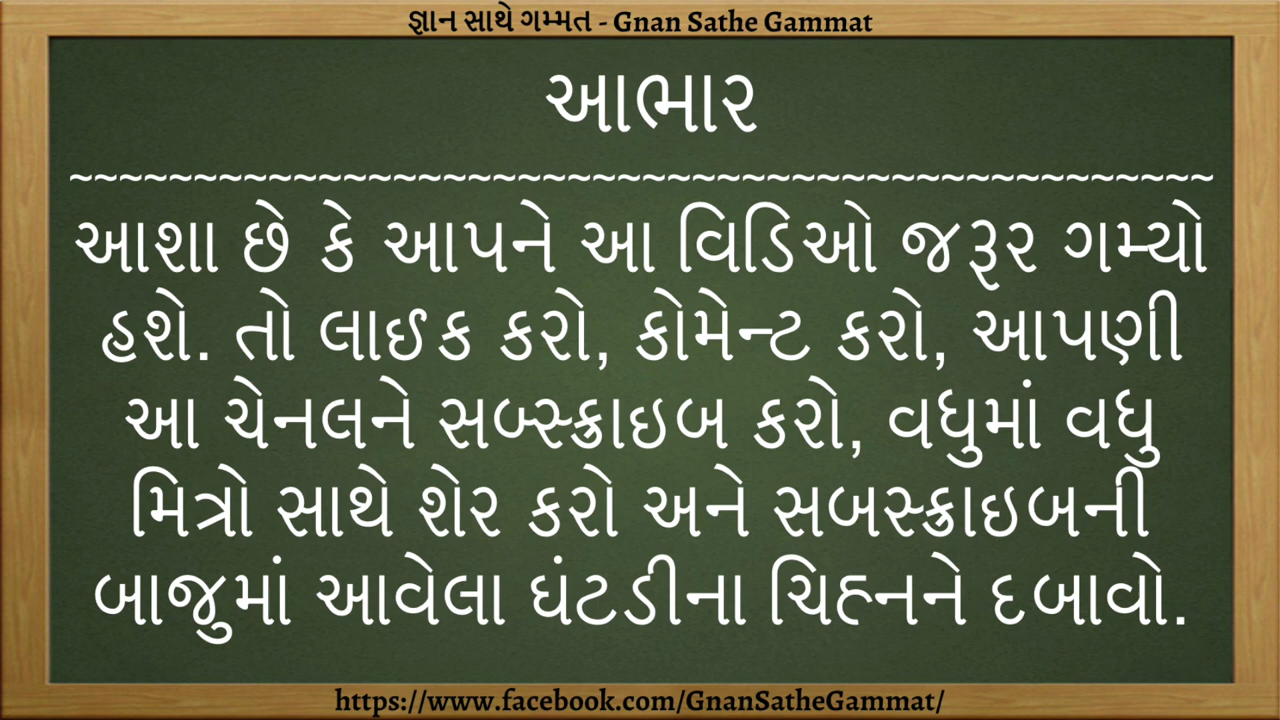 જ્ઞાન સાથે ગમ્મત - Gnan Sathe Gammat
આભાર
~~~~~~~~~~~~~~~~~~~~~~~~~~~~~~~~~~~~~~~~~~~~~~
આશા છે કે આપને આ વિડિઓ જરૂર ગમ્યો
હશે. તો લાઈક કરો, કોમેન્ટ કરો, આપણી
આ ચેનલને સબ્સ્ક્રાઇબ કરો, વધુમાં વધુ
મિત્રો સાથે શેર કરો અને સબસ્ક્રાઇબની
બાજુમાં આવેલા ઘંટડીના ચિહ્નને દબાવો.
https://www.facebook.com/GnanSatheGammat/